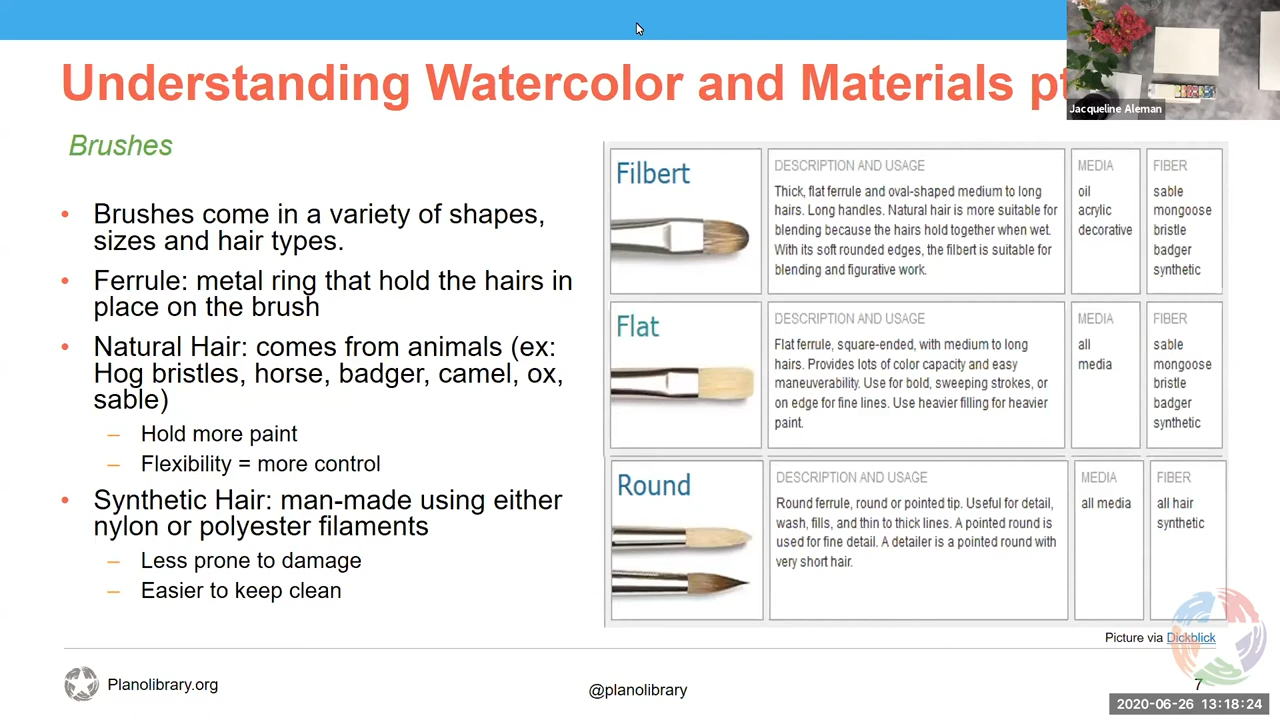 Understanding Watercolor and Materials
Jacqueline Aleman
Brushes
• Brushes come in a variety of shapes,
sizes and hair types.
• Ferrule: metal ring that hold the hairs in
place on the brush
• Natural Hair: comes from animals (ex:
Hog bristles, horse, badger, camel, ox,
sable)
– Hold more paint
– Flexibility = more control
• Synthetic Hair: man-made using either
nylon or polyester filaments
– Less prone to damage
– Easier to keep clean
Filbert
DESCRIPTION AND USAGE
Thick, flat ferrule and oval-shaped medium to long
hairs. Long handles. Natural hair is more suitable for
blending because the hairs hold together when wet.
With its soft rounded edges, the filbert is suitable for
blending and figurative work.
MEDIA
oil
acrylic
decorative
FIBER
sable
mongoose
bristle
badger
synthetic
Flat
DESCRIPTION AND USAGE
Flat ferrule, square-ended, with medium to long
hairs. Provides lots of color capacity and easy
maneuverability. Use for bold, sweeping strokes, or
on edge for fine lines. Use heavier filling for heavier
paint.
MEDIA
all
media
FIBER
sable
mongoose
bristle
badger
synthetic
Round
DESCRIPTION AND USAGE
Round ferrule, round or pointed tip. Useful for detail,
wash, fills, and thin to thick lines. A pointed round is
used for fine detail. A detailer is a pointed round with
very short hair.
MEDIA
all media
FIBER
all hair
synthetic
Picture via Dickblick
Planolibrary.org
@planolibrary
7
2020-06-26 13:18:24